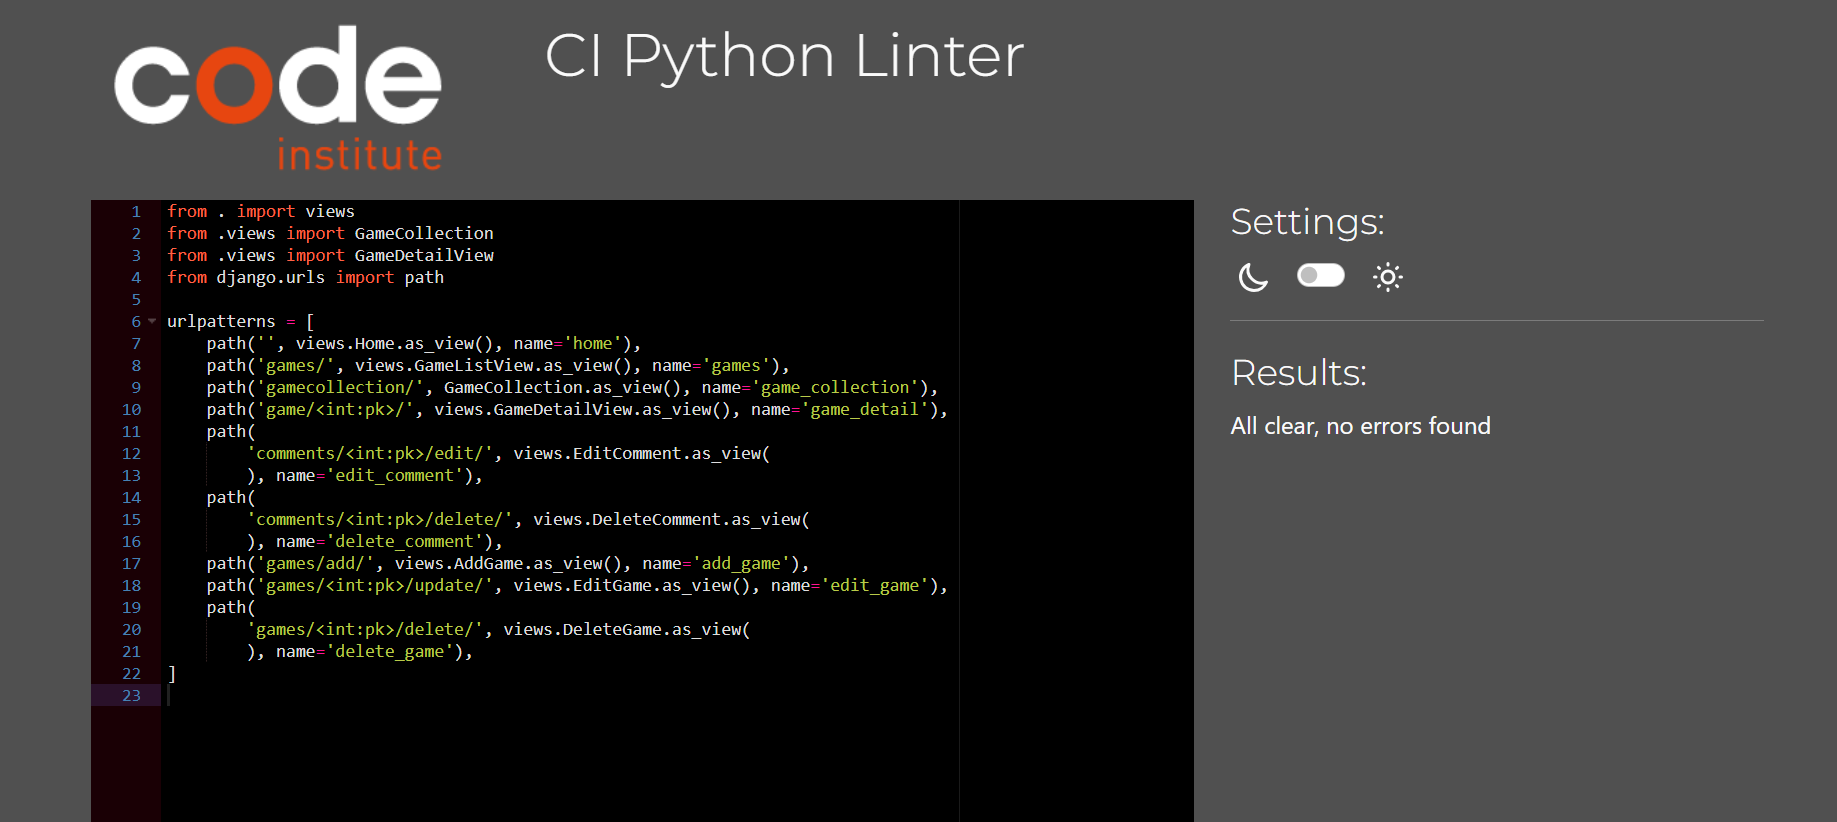 code
institute
CI Python Linter
1 from . import views
2 from .views import GameCollection
3 from .views import GameDetailView
4 from django.urls import path
5
6 urlpatterns = [
7     path('', views.Home.as_view(), name='home'),
8     path('games/', views.GameListView.as_view(), name='games'),
9     path('gamecollection/', GameCollection.as_view(), name='game_collection'),
10     path('game/<int:pk>/', views.GameDetailView.as_view(), name='game_detail'),
11     path(
12         'comments/<int:pk>/edit/', views.EditComment.as_view(
13         ), name='edit_comment'),
14     path(
15         'comments/<int:pk>/delete/', views.DeleteComment.as_view(
16         ), name='delete_comment'),
17     path('games/add/', views.AddGame.as_view(), name='add_game'),
18     path('games/<int:pk>/update/', views.EditGame.as_view(), name='edit_game'),
19     path(
20         'games/<int:pk>/delete/', views.DeleteGame.as_view(
21         ), name='delete_game'),
22 ]
23
Settings:
Results:
All clear, no errors found